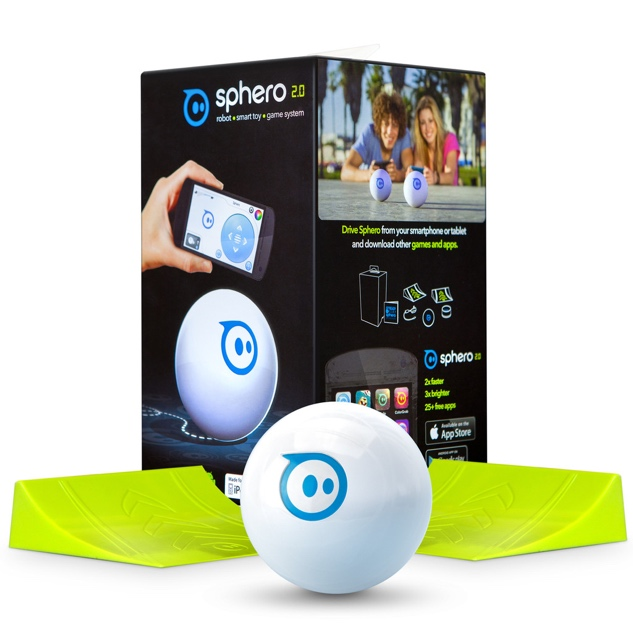 sphero 2.0
robot • smart toy • game system
Drive Sphero from your smartphone or tablet
and download other games and apps.
sphero 2.0
2x faster
3x brighter
25+ free apps
Available on the
App Store
Made for
iP